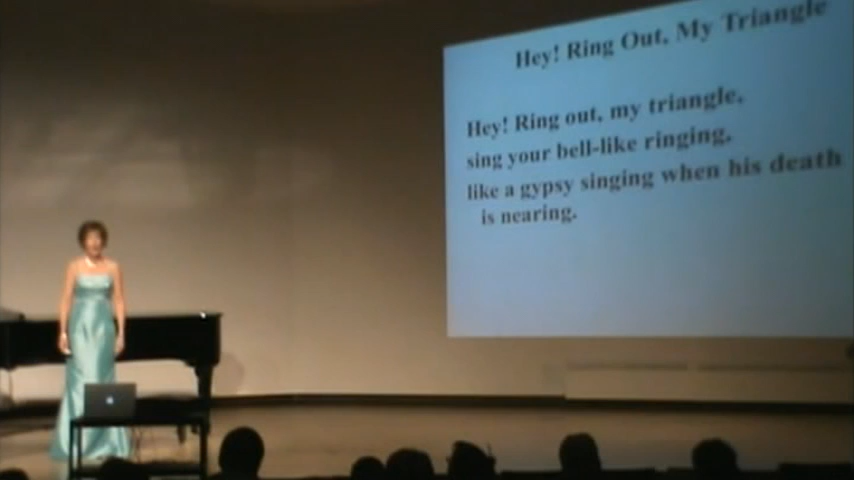 Hey! Ring Out, My Triangle
Hey! Ring out, my triangle,
sing your bell-like ringing,
like a gypsy singing when his death
is nearing.